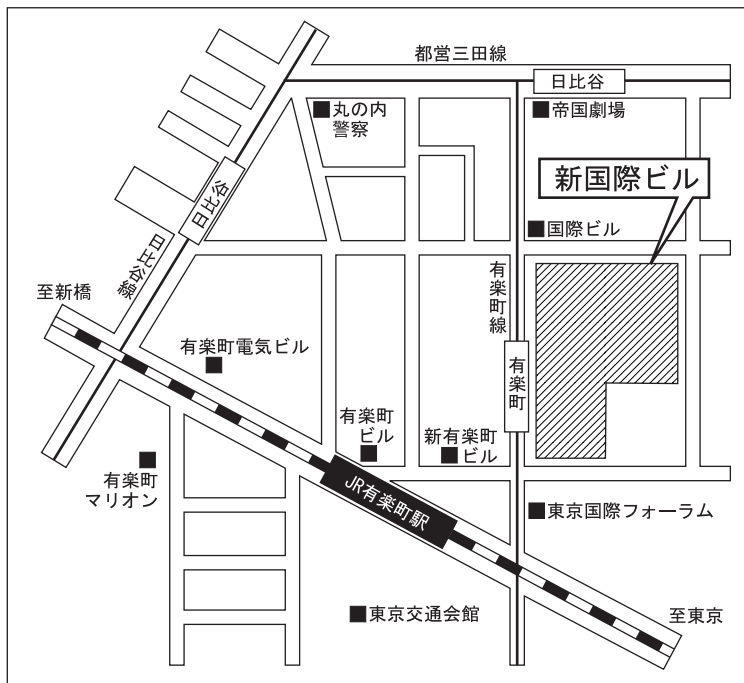 都営三田線
日比谷
丸の内
警察
帝国劇場
新国際ビル
日比谷
国際ビル
日比谷線
至新橋
有楽町線
有楽町電気ビル
有楽町
有楽町
ビル
新有楽町
ビル
有楽町
マリオン
JR有楽町駅
東京国際フォーラム
東京交通会館
至東京